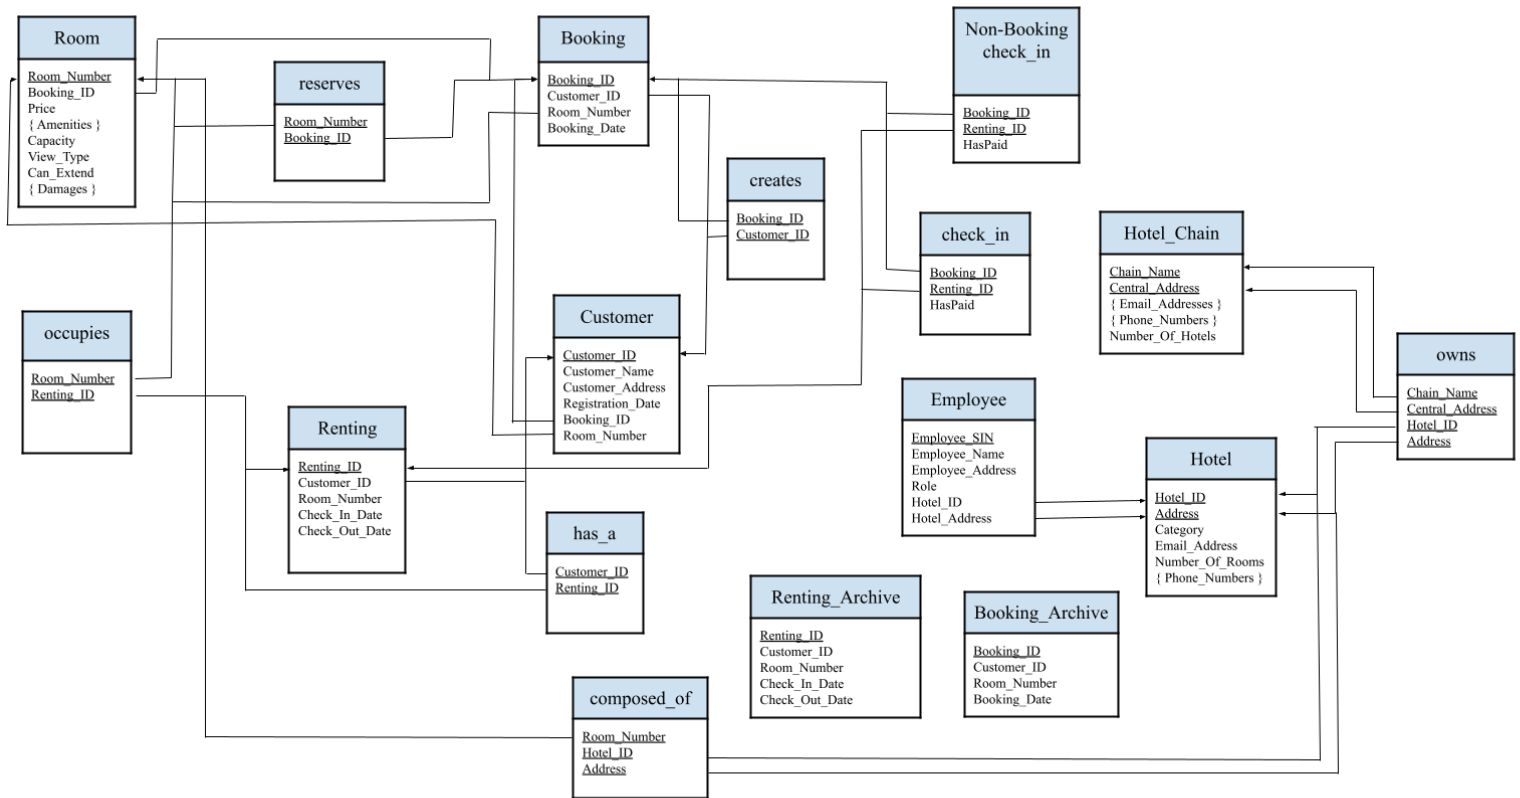 Room
Room_Number
Booking_ID
Price
{ Amenities }
Capacity
View_Type
Can_Extend
{ Damages }
reserves
Room_Number
Booking_ID
Booking
Booking_ID
Customer_ID
Room_Number
Booking_Date
Non-Booking
check_in
Booking_ID
Renting_ID
HasPaid
creates
Booking_ID
Customer_ID
check_in
Booking_ID
Renting_ID
HasPaid
Hotel_Chain
Chain_Name
Central_Address
{ Email_Addresses }
{ Phone_Numbers }
Number_Of_Hotels
occupies
Room_Number
Renting_ID
Customer
Customer_ID
Customer_Name
Customer_Address
Registration_Date
Booking_ID
Room_Number
owns
Chain_Name
Central_Address
Hotel_ID
Address
Renting
Renting_ID
Customer_ID
Room_Number
Check_In_Date
Check_Out_Date
Employee
Employee_SIN
Employee_Name
Employee_Address
Role
Hotel_ID
Hotel_Address
Hotel
Hotel_ID
Address
Category
Email_Address
Number_Of_Rooms
{ Phone_Numbers }
has_a
Customer_ID
Renting_ID
Renting_Archive
Renting_ID
Customer_ID
Room_Number
Check_In_Date
Check_Out_Date
Booking_Archive
Booking_ID
Customer_ID
Room_Number
Booking_Date
composed_of
Room_Number
Hotel_ID
Address